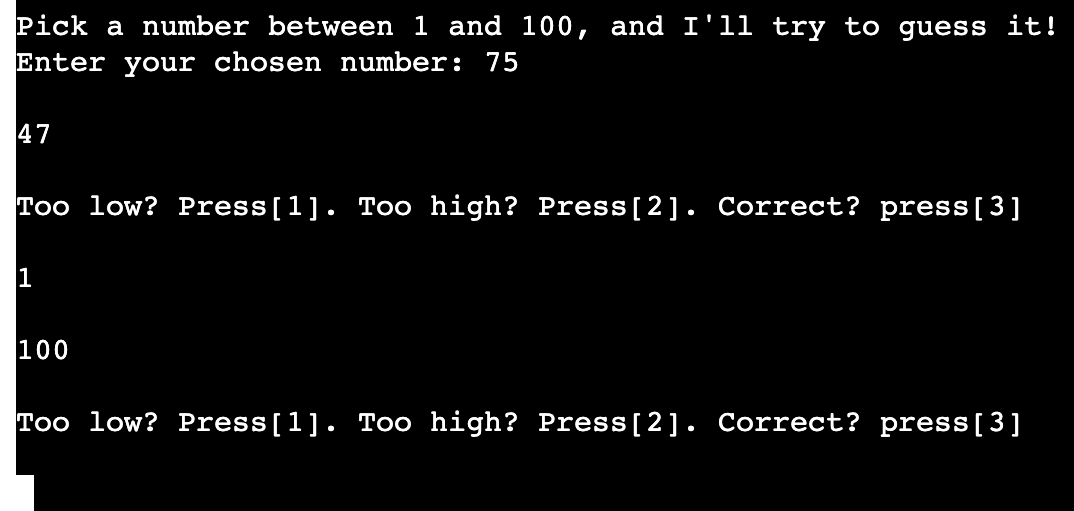 Pick a number between 1 and 100, and I'll try to guess it!
Enter your chosen number: 75
47
Too low? Press[1]. Too high? Press[2]. Correct? press[3]
1
100
Too low? Press[1]. Too high? Press[2]. Correct? press[3]